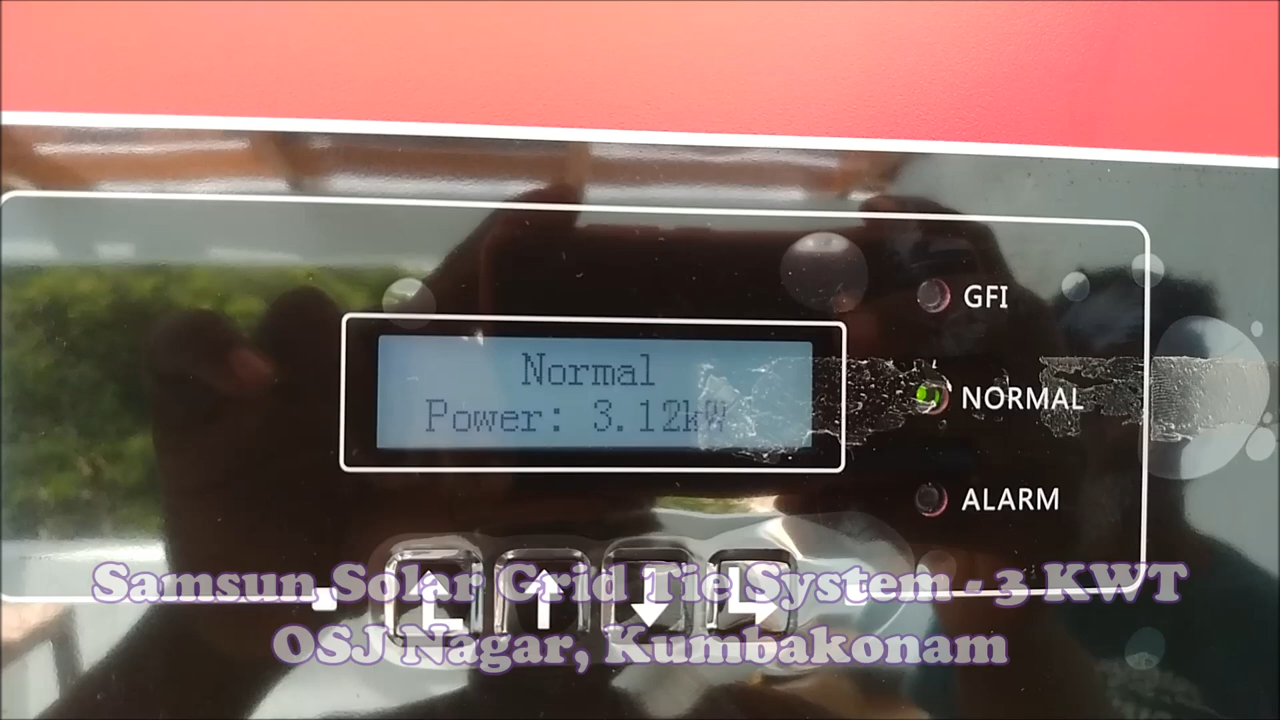 GFI
Normal
Power: 3.12kW
NORMAL
ALARM
Samsun Solar Grid Tie System - 3 KWT
OSJ Nagar, Kumbakonam